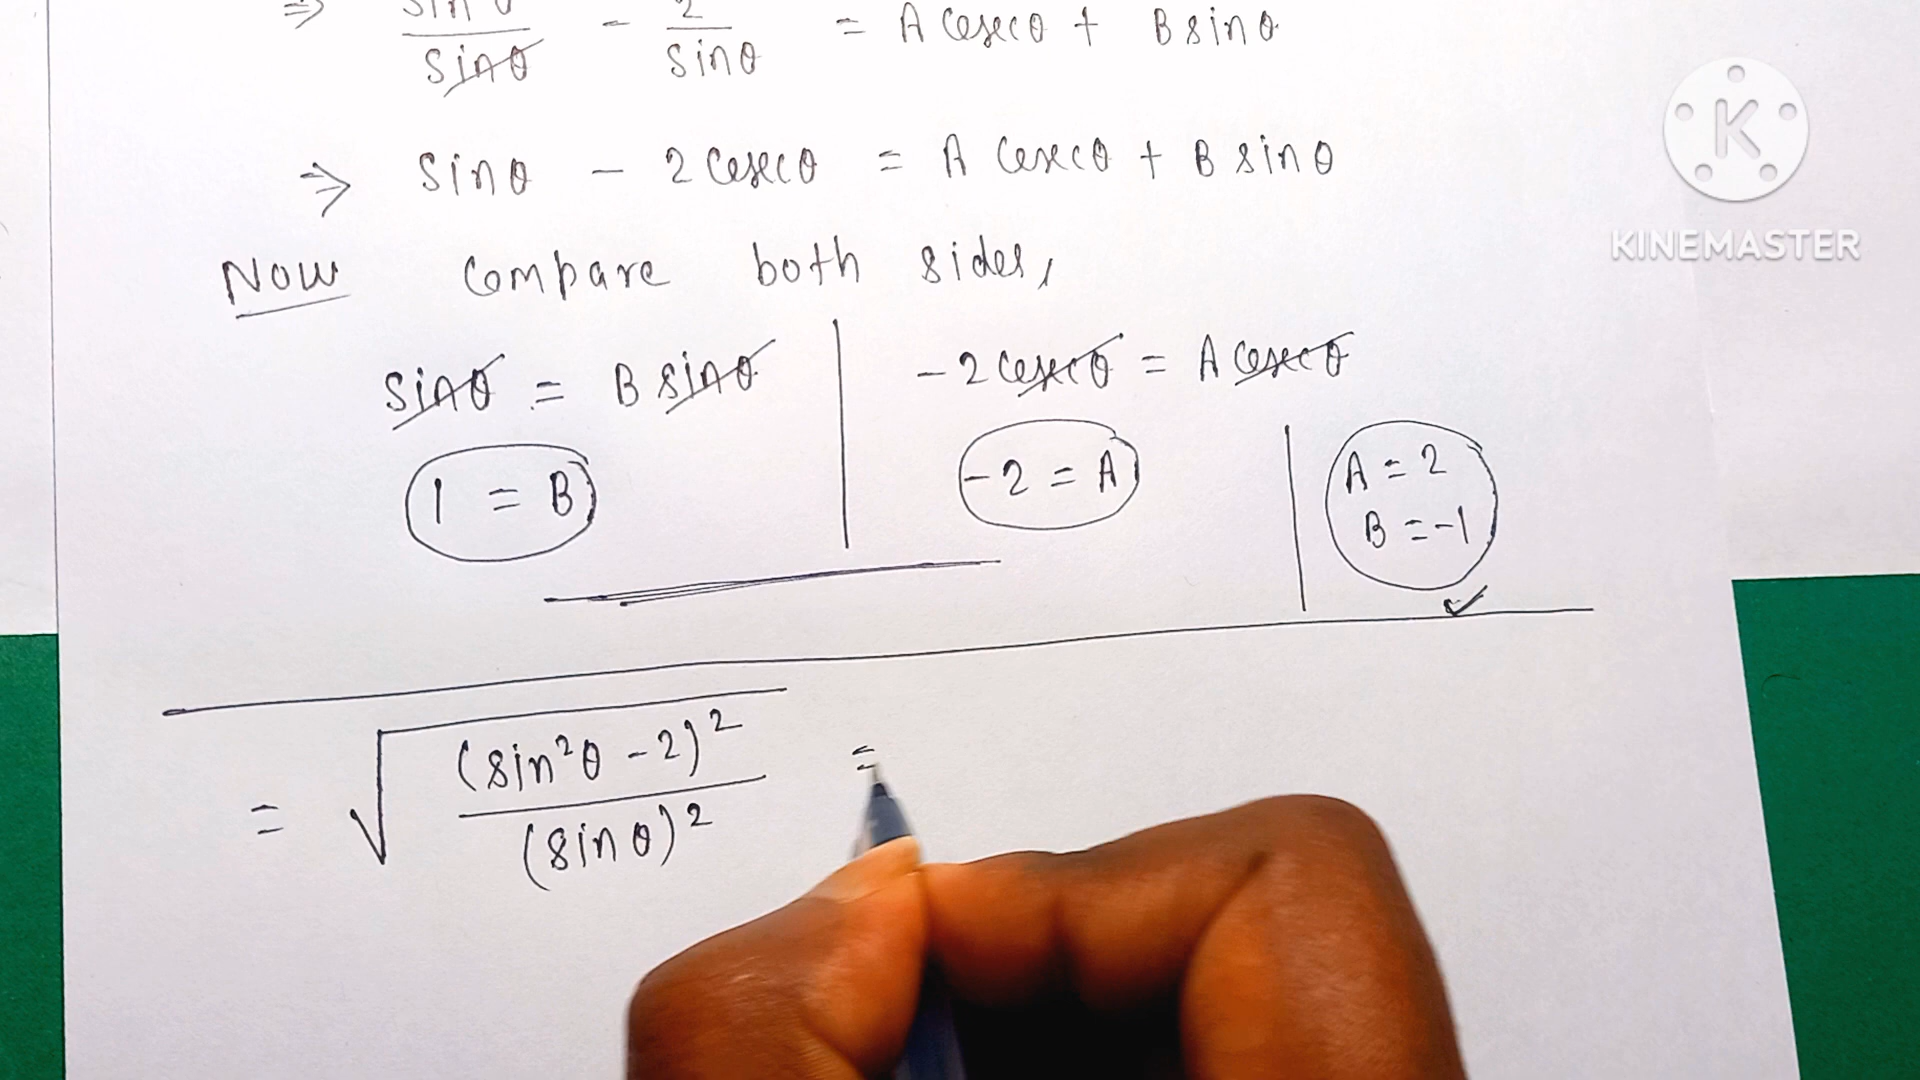 ⇒ sin²θ/sinθ - 2/sinθ = A cosecθ + B sinθ
⇒ sinθ - 2 cosecθ = A cosecθ + B sinθ
KINEMASTER
Now Compare both sides,
sinθ = B sinθ
-2 cosecθ = A cosecθ
1 = B
-2 = A
A = 2
B = -1
= √((sin²θ - 2)²/(sinθ)²) =